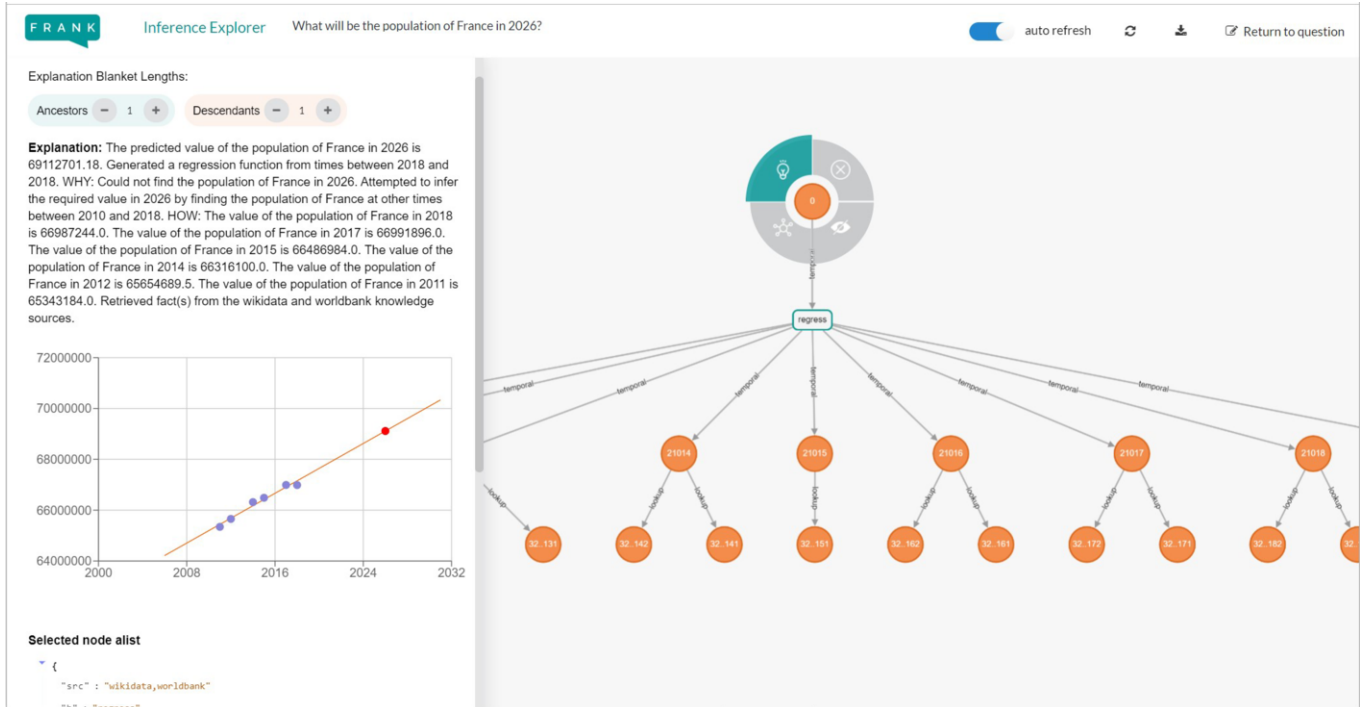 FRANK
Inference Explorer
What will be the population of France in 2026?
auto refresh
Return to question
Explanation Blanket Lengths:
Ancestors − 1 +
Descendants − 1 +
Explanation: The predicted value of the population of France in 2026 is
69112701.18. Generated a regression function from times between 2018 and
2018. WHY: Could not find the population of France in 2026. Attempted to infer
the required value in 2026 by finding the population of France at other times
between 2010 and 2018. HOW: The value of the population of France in 2018
is 66987244.0. The value of the population of France in 2017 is 66991896.0.
The value of the population of France in 2015 is 66486984.0. The value of the
population of France in 2014 is 66316100.0. The value of the population of
France in 2012 is 65654689.5. The value of the population of France in 2011 is
65343184.0. Retrieved fact(s) from the wikidata and worldbank knowledge
sources.
72000000
70000000
68000000
66000000
64000000
2000 2008 2016 2024 2032
Selected node alist
{
"src" : "wikidata,worldbank"
0
temporal
regress
temporal temporal temporal temporal temporal temporal temporal temporal
21014 21015 21016 21017 21018
lookup lookup lookup lookup lookup lookup lookup lookup lookup lookup
32..131 32..142 32..141 32..151 32..162 32..161 32..172 32..171 32..182 32..